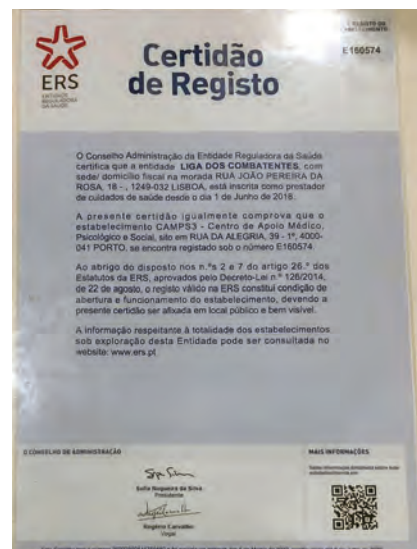 Nº REGISTO DO
ESTABELECIMENTO
E160574
ERS
ENTIDADE
REGULADORA
DA SAÚDE
Certidão
de Registo
O Conselho Administração da Entidade Reguladora da Saúde
certifica que a entidade LIGA DOS COMBATENTES, com
sede/ domicílio fiscal na morada RUA JOÃO PEREIRA DA
ROSA, 18 - , 1249-032 LISBOA, está inscrita como prestador
de cuidados de saúde desde o dia 1 de Junho de 2018.
A presente certidão igualmente comprova que o
estabelecimento CAMPS3 - Centro de Apoio Médico,
Psicológico e Social, sito em RUA DA ALEGRIA, 39 - 1º, 4000-
041 PORTO, se encontra registado sob o número E160574.
Ao abrigo do disposto nos n.ºs 2 e 7 do artigo 26.º dos
Estatutos da ERS, aprovados pelo Decreto-Lei n.º 126/2014,
de 22 de agosto, o registo válido na ERS constitui condição de
abertura e funcionamento do estabelecimento, devendo a
presente certidão ser afixada em local público e bem visível.
A informação respeitante à totalidade dos estabelecimentos
sob exploração desta Entidade pode ser consultada no
website: www.ers.pt
O CONSELHO DE ADMINISTRAÇÃO
MAIS INFORMAÇÕES
Sofia Nogueira da Silva
Presidente
Rogério Carvalho
Vogal